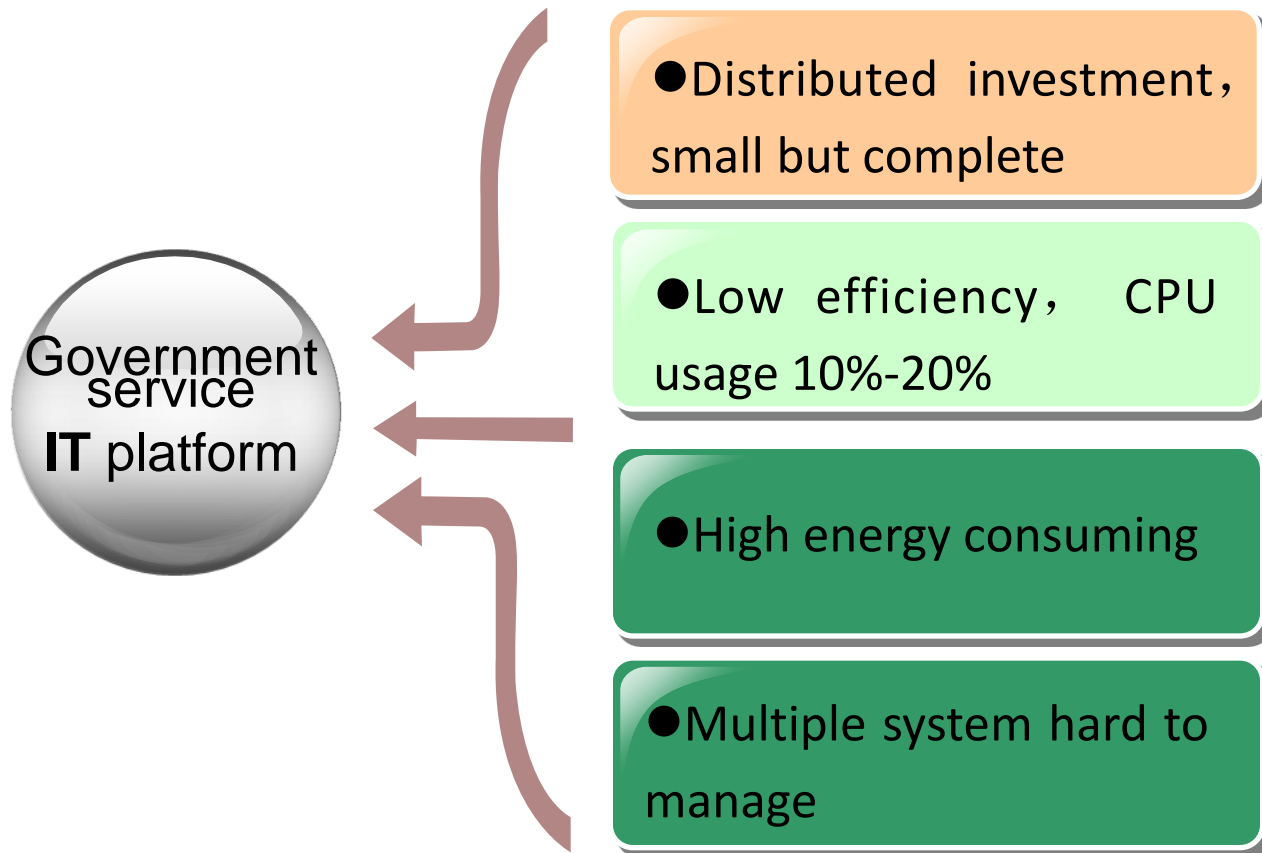 Government
service
IT platform
●Distributed investment，
small but complete
●Low efficiency， CPU
usage 10%-20%
●High energy consuming
●Multiple system hard to
manage